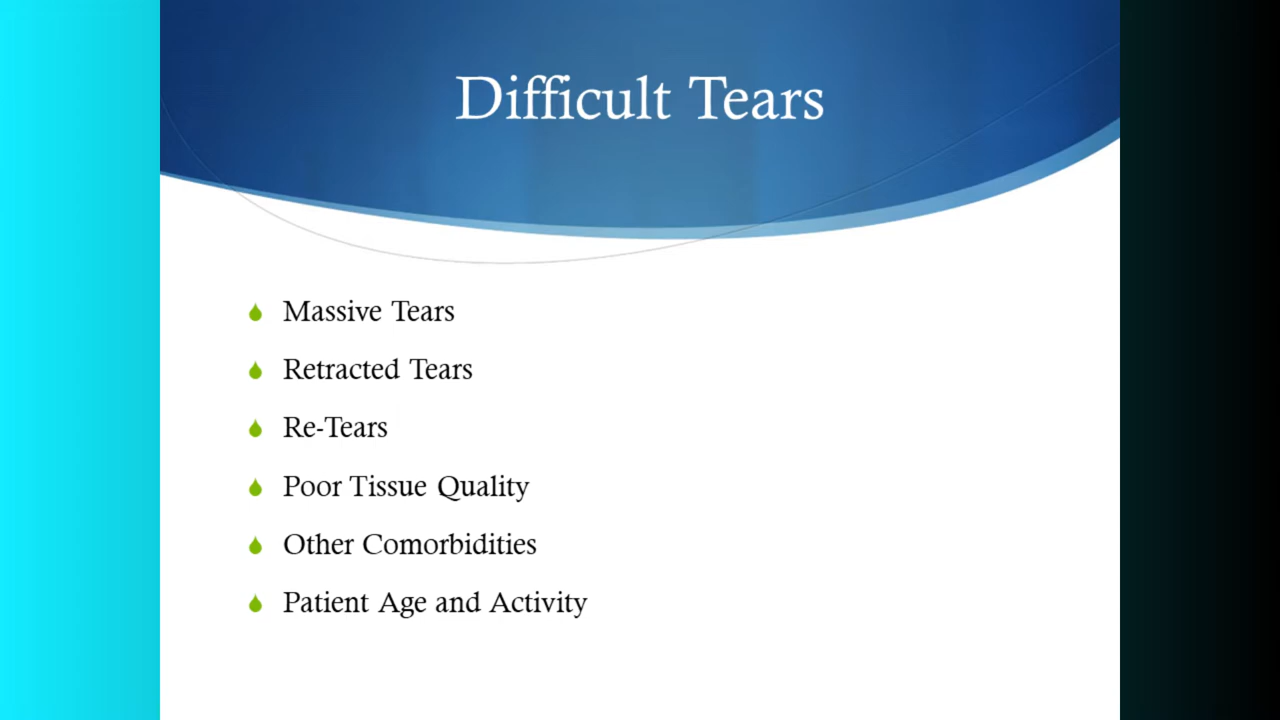 Difficult Tears
Massive Tears
Retracted Tears
Re-Tears
Poor Tissue Quality
Other Comorbidities
Patient Age and Activity